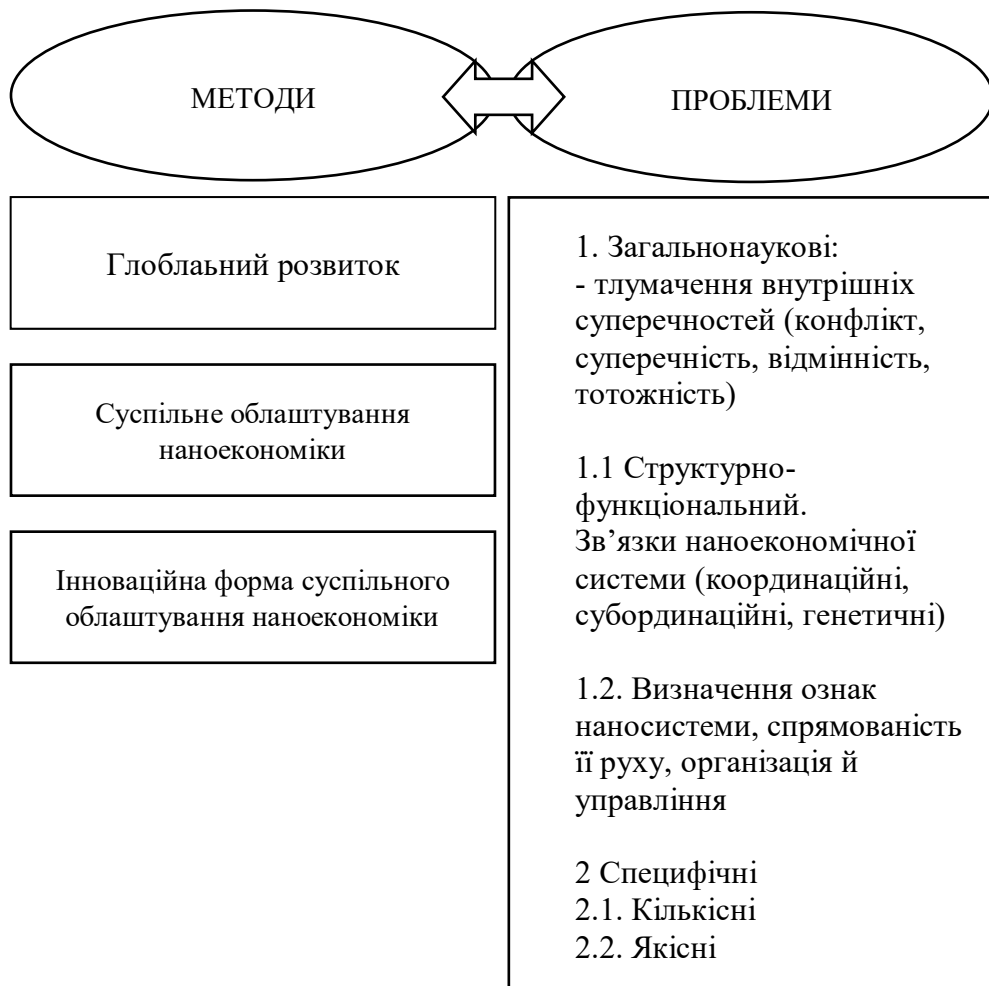 МЕТОДИ
ПРОБЛЕМИ
Глоблаьний розвиток
Суспільне облаштування
наноекономіки
Інноваційна форма суспільного
облаштування наноекономіки
1. Загальнонаукові:
- тлумачення внутрішніх
суперечностей (конфлікт,
суперечність, відмінність,
тотожність)
1.1 Структурно-
функціональний.
Зв’язки наноекономічної
системи (координаційні,
субординаційні, генетичні)
1.2. Визначення ознак
наносистеми, спрямованість
її руху, організація й
управління
2 Специфічні
2.1. Кількісні
2.2. Якісні